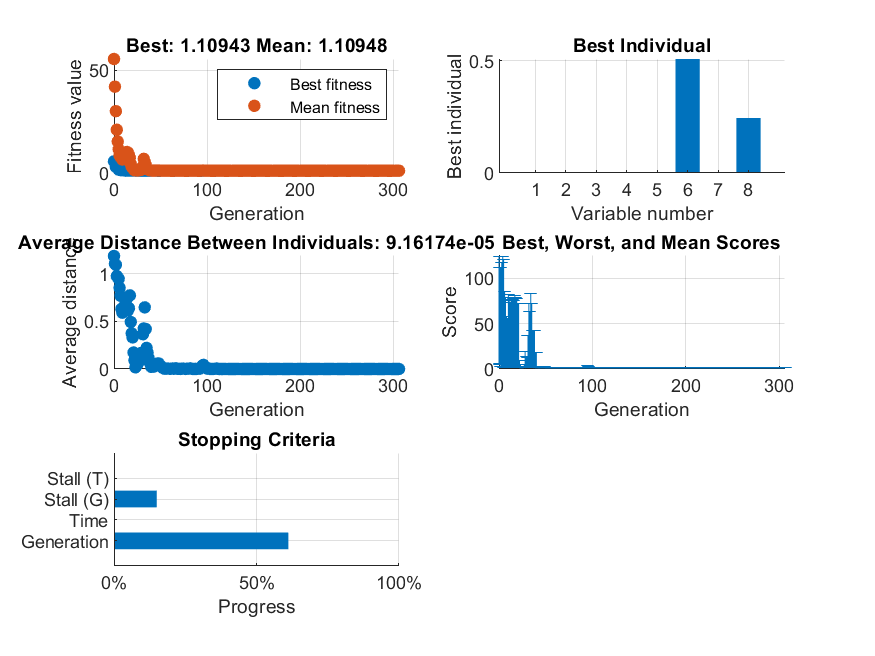 Best: 1.10943 Mean: 1.10948
Fitness value
50
0
Best fitness
Mean fitness
0 100 200 300
Generation
Best Individual
Best individual
0.5
0
1 2 3 4 5 6 7 8
Variable number
Average Distance Between Individuals: 9.16174e-05
Average distance
1
0.5
0
0 100 200 300
Generation
Best, Worst, and Mean Scores
Score
100
50
0
0 100 200 300
Generation
Stopping Criteria
Stall (T)
Stall (G)
Time
Generation
0% 50% 100%
Progress